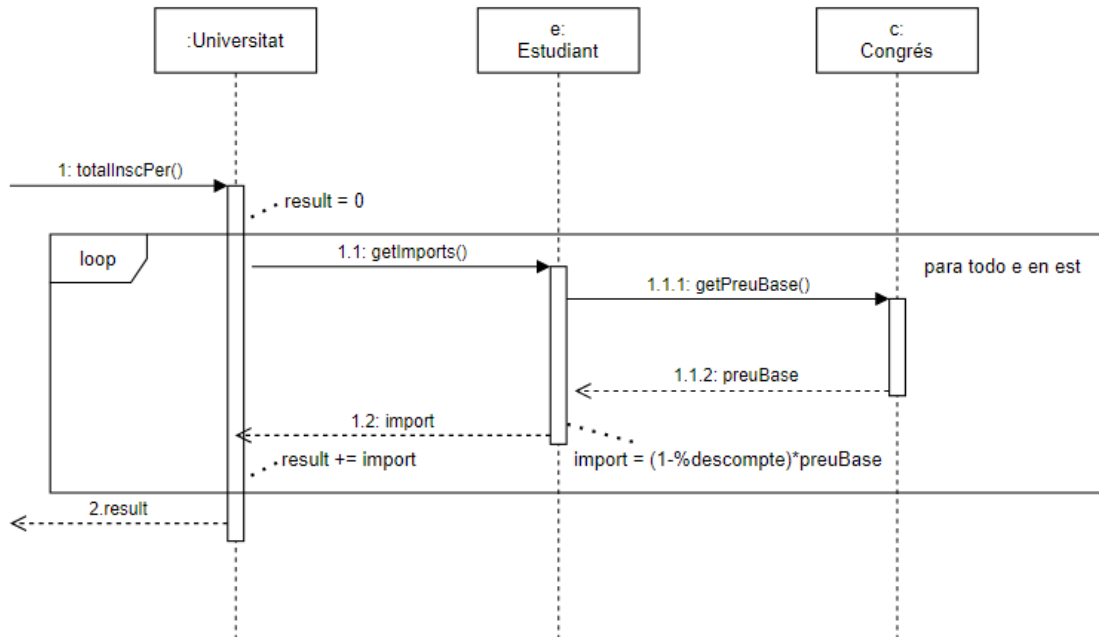 :Universitat
e:
Estudiant
c:
Congrés
1: totalInscPer()
result = 0
loop
1.1: getImports()
para todo e en est
1.1.1: getPreuBase()
1.1.2: preuBase
1.2: import
result += import
import = (1-%descompte)*preuBase
2.result